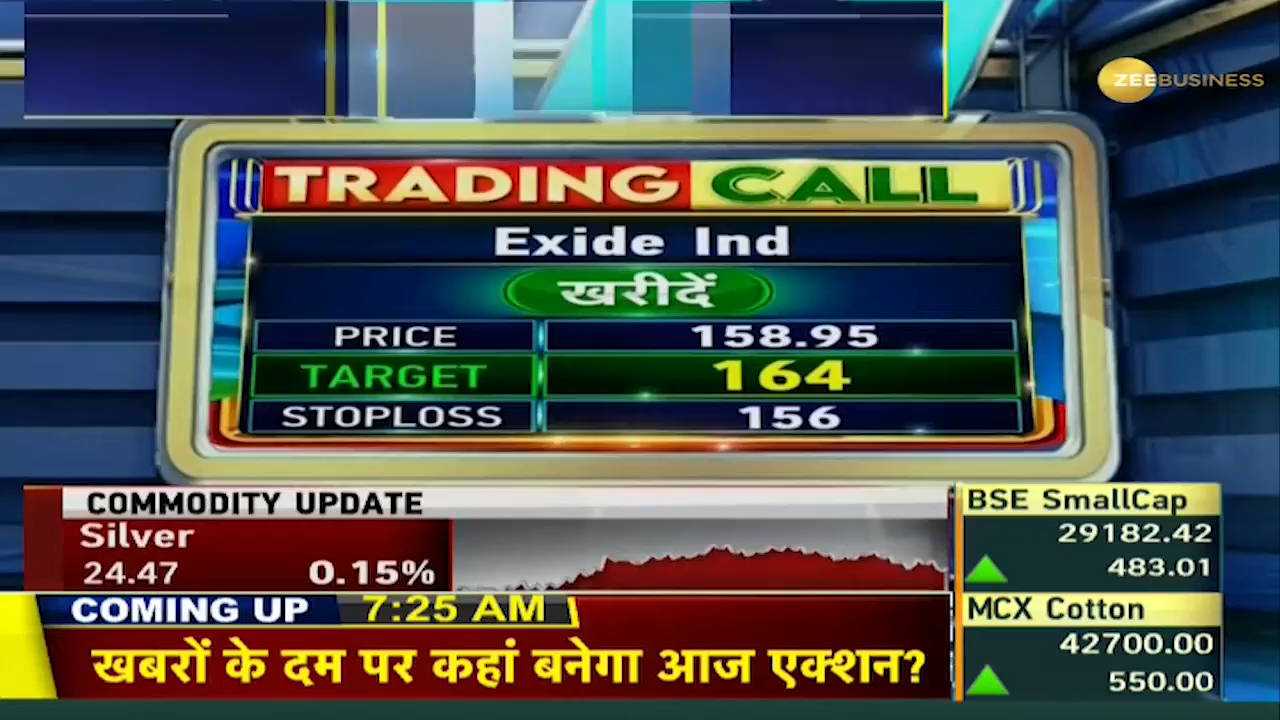 ZEEBUSINESS
TRADING CALL
Exide Ind
खरीदें
PRICE 158.95
TARGET 164
STOPLOSS 156
COMMODITY UPDATE
Silver
24.47 0.15%
BSE SmallCap
29182.42
483.01
COMING UP 7:25 AM
खबरों के दम पर कहां बनेगा आज एक्शन?
MCX Cotton
42700.00
550.00